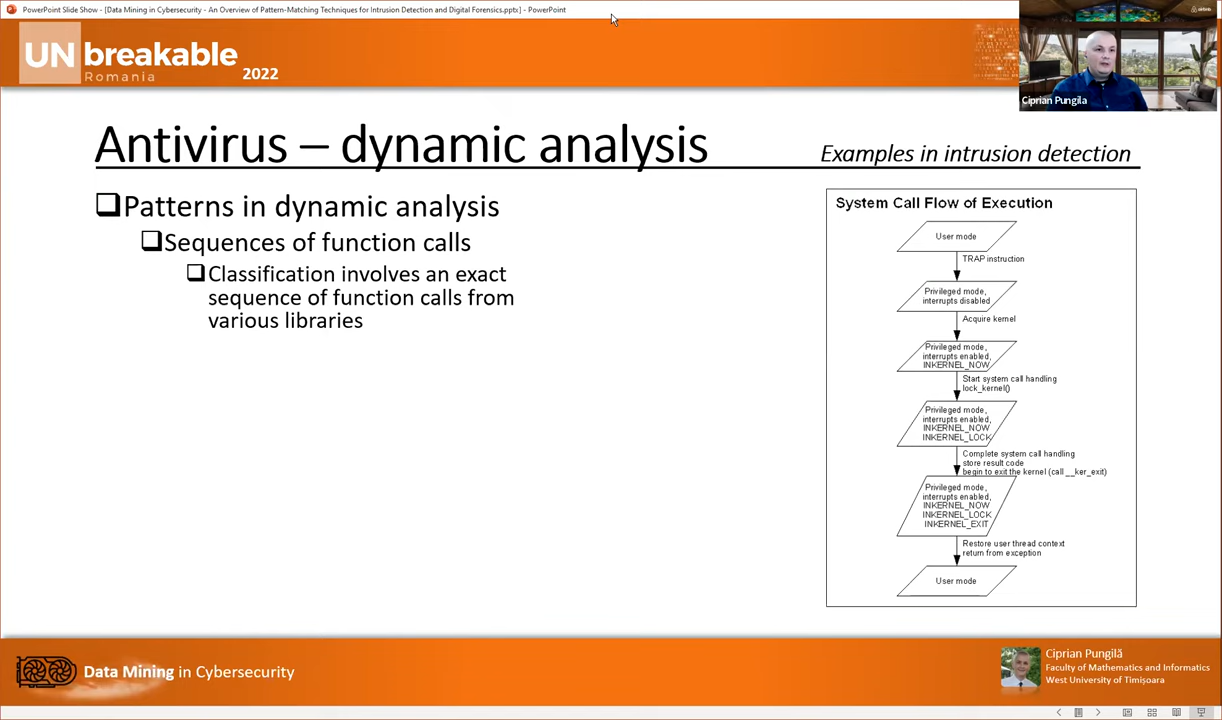 PowerPoint Slide Show - [Data Mining in Cybersecurity - An Overview of Pattern-Matching Techniques for Intrusion Detection and Digital Forensics.pptx] - PowerPoint
UNbreakable
Romania
2022
Ciprian Pungila
Antivirus – dynamic analysis
Examples in intrusion detection
Patterns in dynamic analysis
Sequences of function calls
Classification involves an exact
sequence of function calls from
various libraries
System Call Flow of Execution
User mode
TRAP instruction
Privileged mode,
interrupts disabled
Acquire kernel
Privileged mode,
interrupts enabled,
INKERNEL_NOW
Start system call handling
lock_kernel()
Privileged mode,
interrupts enabled,
INKERNEL_NOW
INKERNEL_LOCK
Complete system call handling
store result code
begin to exit the kernel (call __ker_exit)
Privileged mode,
interrupts enabled,
INKERNEL_NOW
INKERNEL_LOCK
INKERNEL_EXIT
Restore user thread context
return from exception
User mode
Data Mining in Cybersecurity
Ciprian Pungilă
Faculty of Mathematics and Informatics
West University of Timișoara